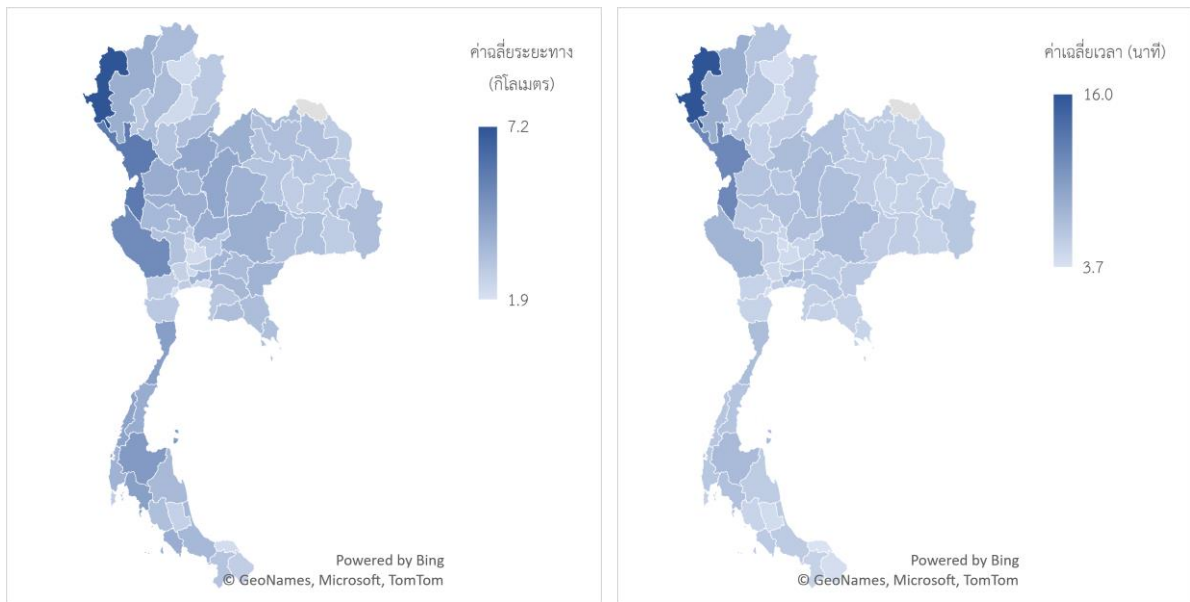 ค่าเฉลี่ยระยะทาง
(กิโลเมตร)
7.2
1.9
Powered by Bing
© GeoNames, Microsoft, TomTom
ค่าเฉลี่ยเวลา (นาที)
16.0
3.7
Powered by Bing
© GeoNames, Microsoft, TomTom